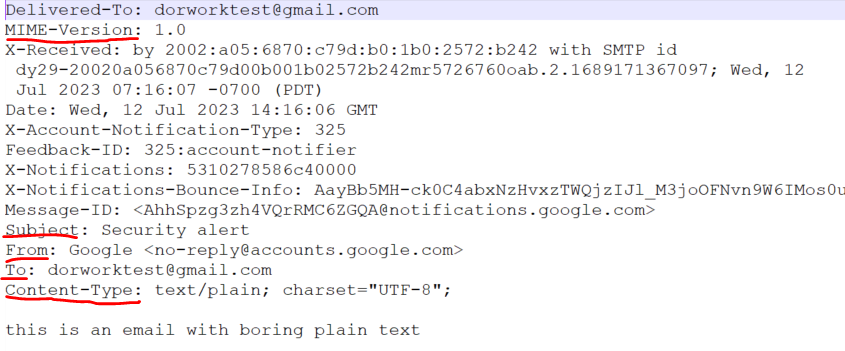 Delivered-To: dorworktest@gmail.com
MIME-Version: 1.0
X-Received: by 2002:a05:6870:c79d:b0:1b0:2572:b242 with SMTP id
dy29-20020a056870c79d00b001b02572b242mr5726760oab.2.1689171367097; Wed, 12
Jul 2023 07:16:07 -0700 (PDT)
Date: Wed, 12 Jul 2023 14:16:06 GMT
X-Account-Notification-Type: 325
Feedback-ID: 325:account-notifier
X-Notifications: 5310278586c40000
X-Notifications-Bounce-Info: AayBb5MH-ck0C4abxNzHvxzTWQjzIJl_M3joOFNvn9W6IMos0u
Message-ID: <AhhSpzg3zh4VQrRMC6ZGQA@notifications.google.com>
Subject: Security alert
From: Google <no-reply@accounts.google.com>
To: dorworktest@gmail.com
Content-Type: text/plain; charset="UTF-8";
this is an email with boring plain text